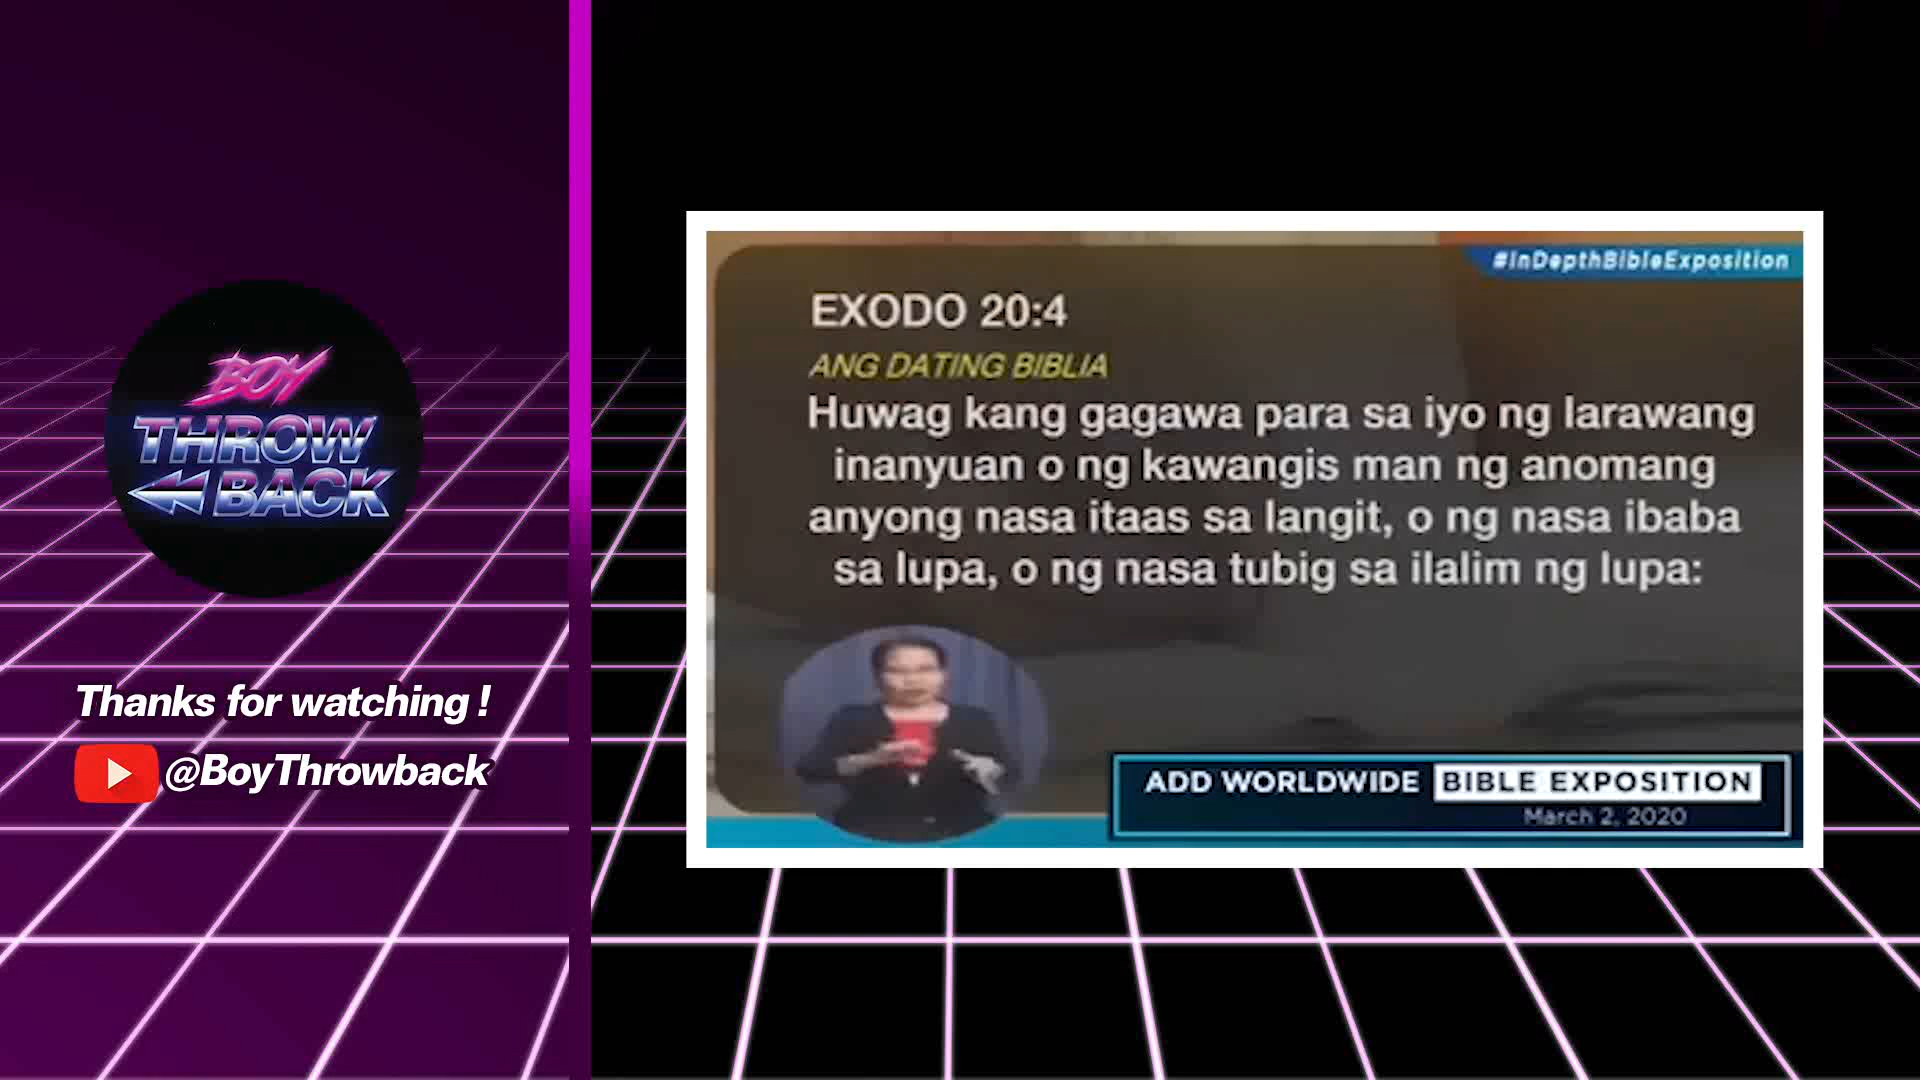 BOY
THROW
BACK
Thanks for watching !
@BoyThrowback
#InDepthBibleExposition
EXODO 20:4
ANG DATING BIBLIA
Huwag kang gagawa para sa iyo ng larawang
inanyuan o ng kawangis man ng anomang
anyong nasa itaas sa langit, o ng nasa ibaba
sa lupa, o ng nasa tubig sa ilalim ng lupa:
ADD WORLDWIDE BIBLE EXPOSITION
March 2, 2020